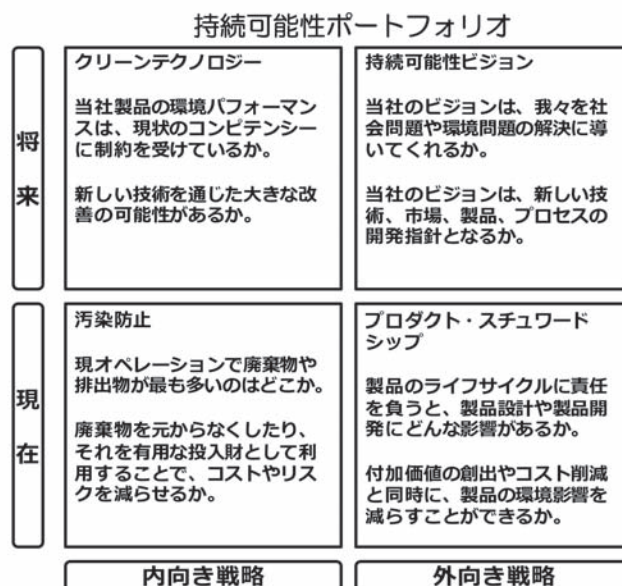 持続可能性ポートフォリオ
将来
クリーンテクノロジー
当社製品の環境パフォーマン
スは、現状のコンピテンシー
に制約を受けているか。
新しい技術を通じた大きな改
善の可能性があるか。
持続可能性ビジョン
当社のビジョンは、我々を社
会問題や環境問題の解決に導
いてくれるか。
当社のビジョンは、新しい技
術、市場、製品、プロセスの
開発指針となるか。
現在
汚染防止
現オペレーションで廃棄物や
排出物が最も多いのはどこか。
廃棄物を元からなくしたり、
それを有用な投入財として利
用することで、コストやリス
クを減らせるか。
プロダクト・スチュワード
シップ
製品のライフサイクルに責任
を負うと、製品設計や製品開
発にどんな影響があるか。
付加価値の創出やコスト削減
と同時に、製品の環境影響を
減らすことができるか。
内向き戦略
外向き戦略